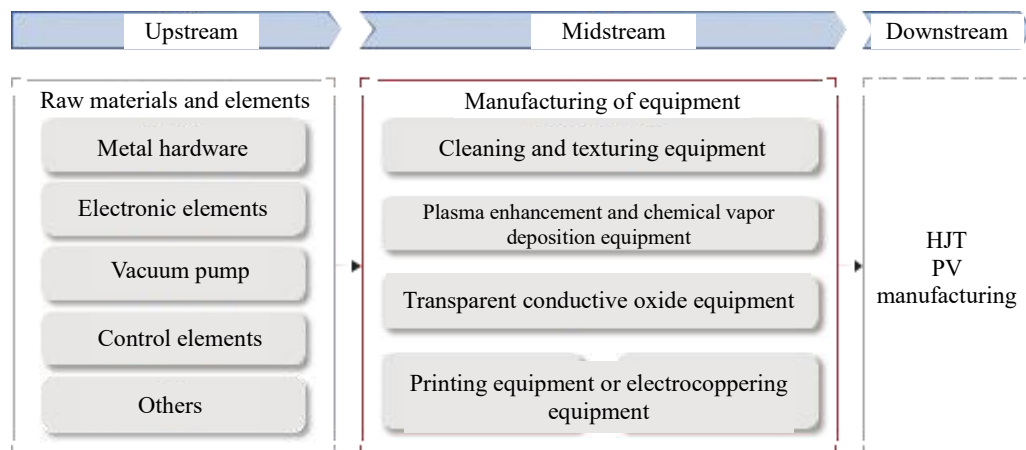 Upstream
Midstream
Downstream
Raw materials and elements
Metal hardware
Electronic elements
Vacuum pump
Control elements
Others
Manufacturing of equipment
Cleaning and texturing equipment
Plasma enhancement and chemical vapor
deposition equipment
Transparent conductive oxide equipment
Printing equipment or electrocoppering
equipment
HJT
PV
manufacturing